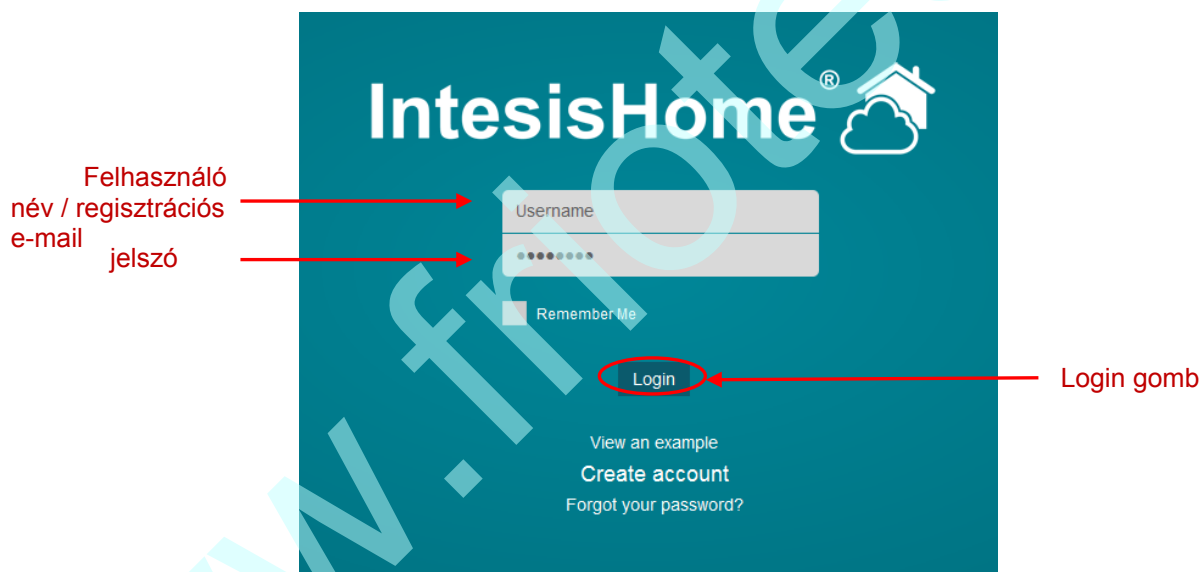 IntesisHome®
Felhasználó
név / regisztrációs
e-mail
jelszó
Username
Remember Me
Login
Login gomb
View an example
Create account
Forgot your password?